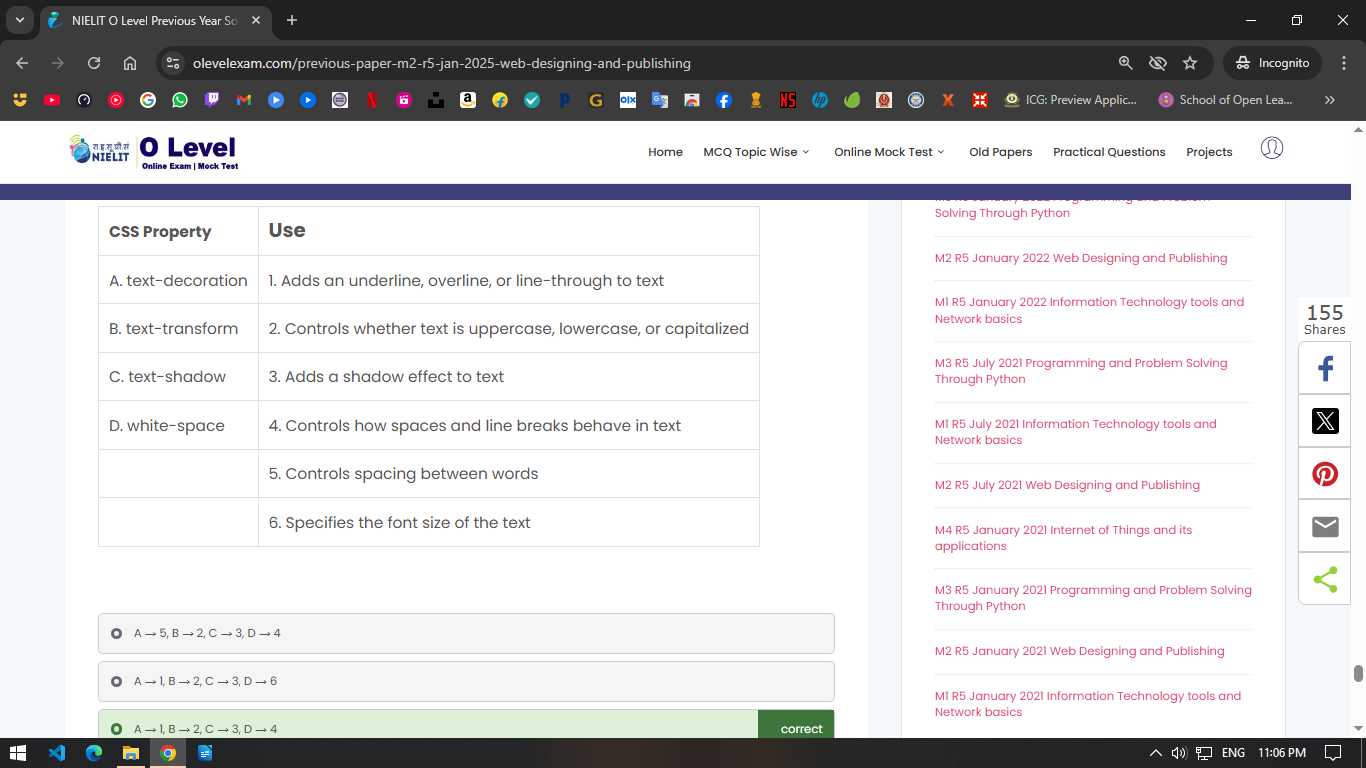 NIELIT O Level Previous Year So
olevelexam.com/previous-paper-m2-r5-jan-2025-web-designing-and-publishing
Incognito
ICG: Preview Applic...
School of Open Lea...
NIELIT
O Level
Online Exam | Mock Test
Home
MCQ Topic Wise
Online Mock Test
Old Papers
Practical Questions
Projects
CSS Property
Use
A. text-decoration
1. Adds an underline, overline, or line-through to text
B. text-transform
2. Controls whether text is uppercase, lowercase, or capitalized
C. text-shadow
3. Adds a shadow effect to text
D. white-space
4. Controls how spaces and line breaks behave in text
5. Controls spacing between words
6. Specifies the font size of the text
A → 5, B → 2, C → 3, D → 4
A → 1, B → 2, C → 3, D → 6
A → 1, B → 2, C → 3, D → 4
correct
Solving Through Python
M2 R5 January 2022 Web Designing and Publishing
M1 R5 January 2022 Information Technology tools and
Network basics
M3 R5 July 2021 Programming and Problem Solving
Through Python
M1 R5 July 2021 Information Technology tools and
Network basics
M2 R5 July 2021 Web Designing and Publishing
M4 R5 January 2021 Internet of Things and its
applications
M3 R5 January 2021 Programming and Problem Solving
Through Python
M2 R5 January 2021 Web Designing and Publishing
M1 R5 January 2021 Information Technology tools and
Network basics
155
Shares
ENG
11:06 PM